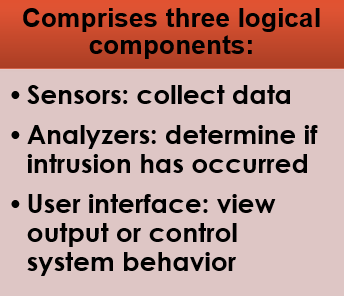 Comprises three logical
components:
• Sensors: collect data
• Analyzers: determine if
intrusion has occurred
• User interface: view
output or control
system behavior